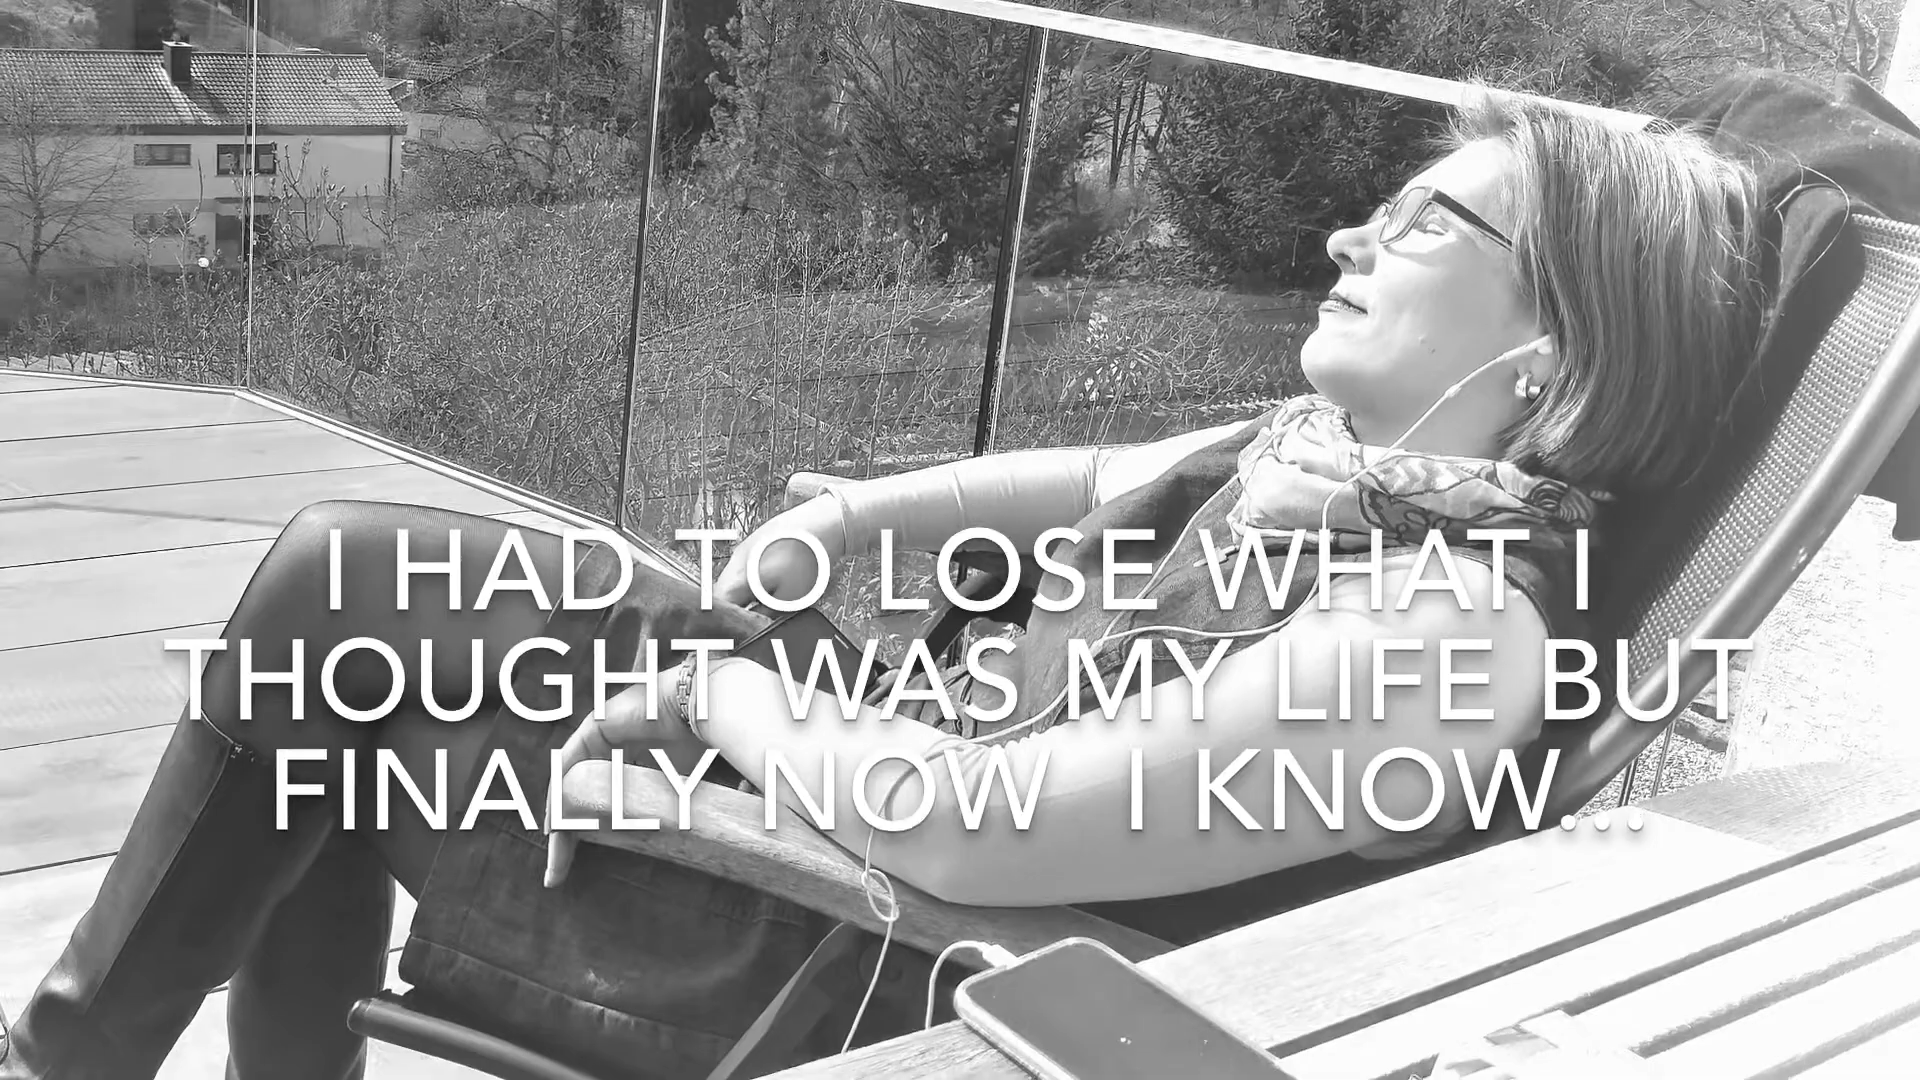 I HAD TO LOSE WHAT I
THOUGHT WAS MY LIFE BUT
FINALLY NOW  I KNOW...